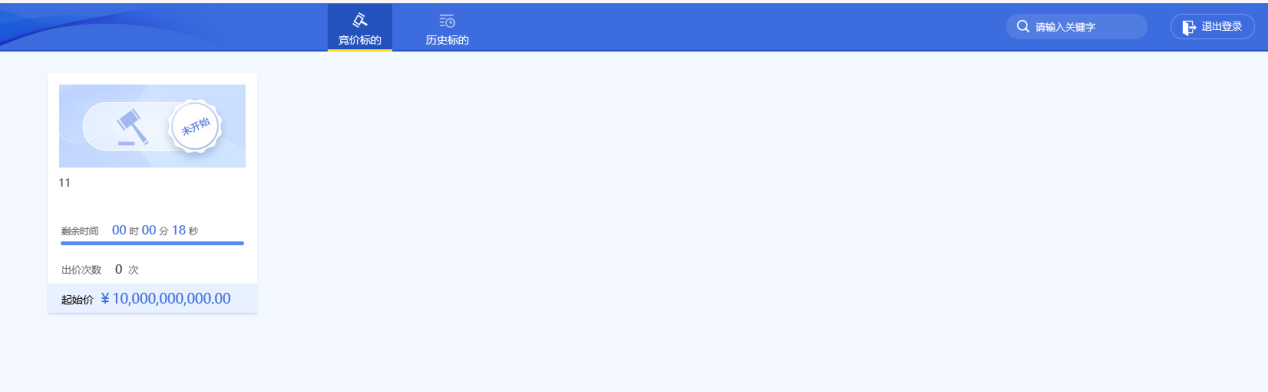 竞价标的
历史标的
请输入关键字
退出登录
未开始
11
剩余时间 00 时 00 分 18 秒
出价次数 0 次
起始价 ¥ 10,000,000,000.00